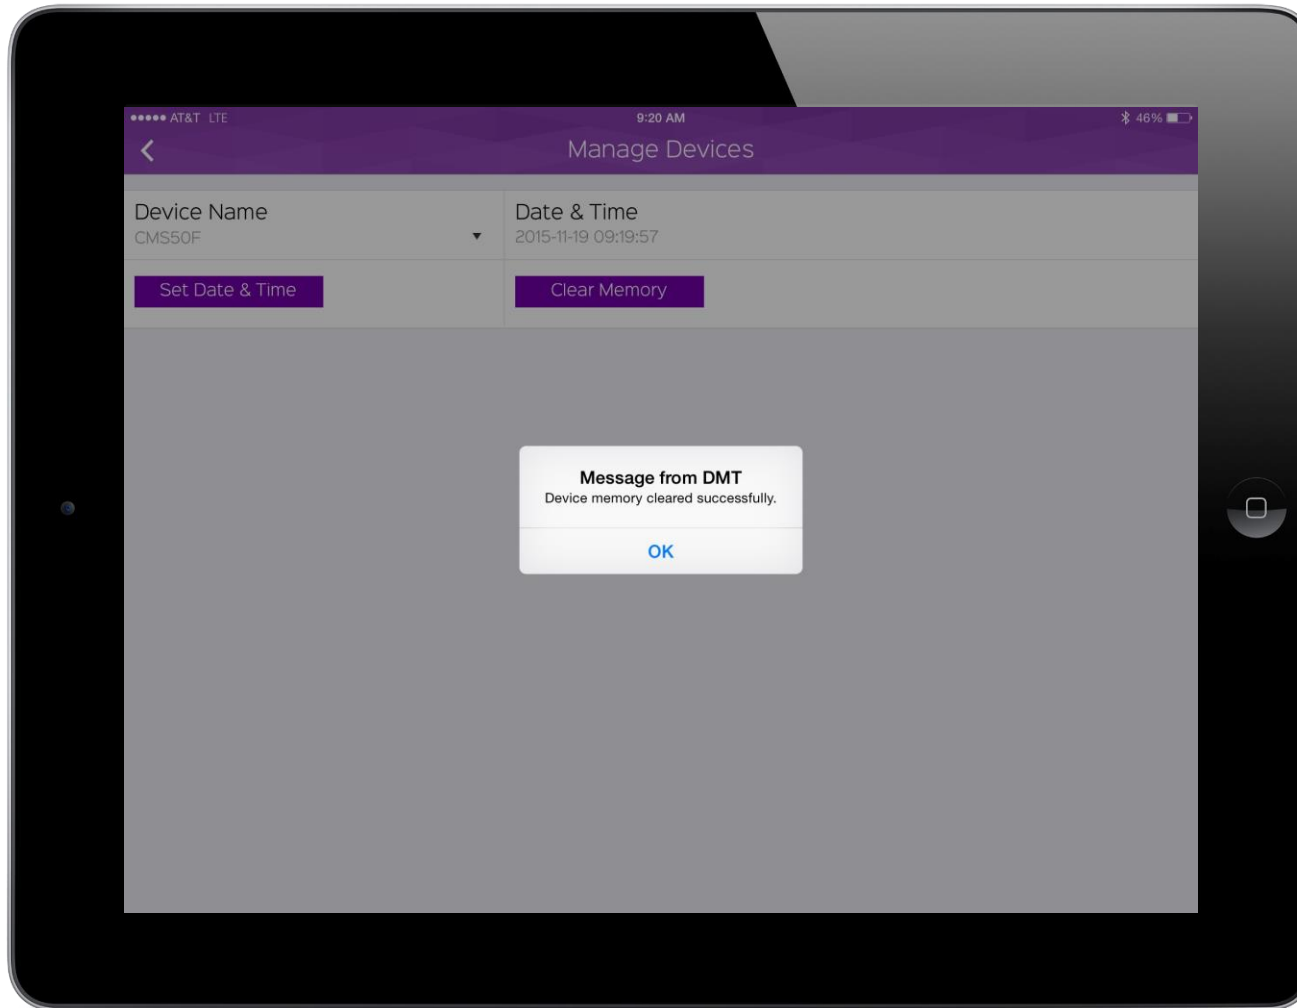 AT&T LTE
9:20 AM
46%
Manage Devices
Device Name
CMS50F
Date & Time
2015-11-19 09:19:57
Set Date & Time
Clear Memory
Message from DMT
Device memory cleared successfully.
OK